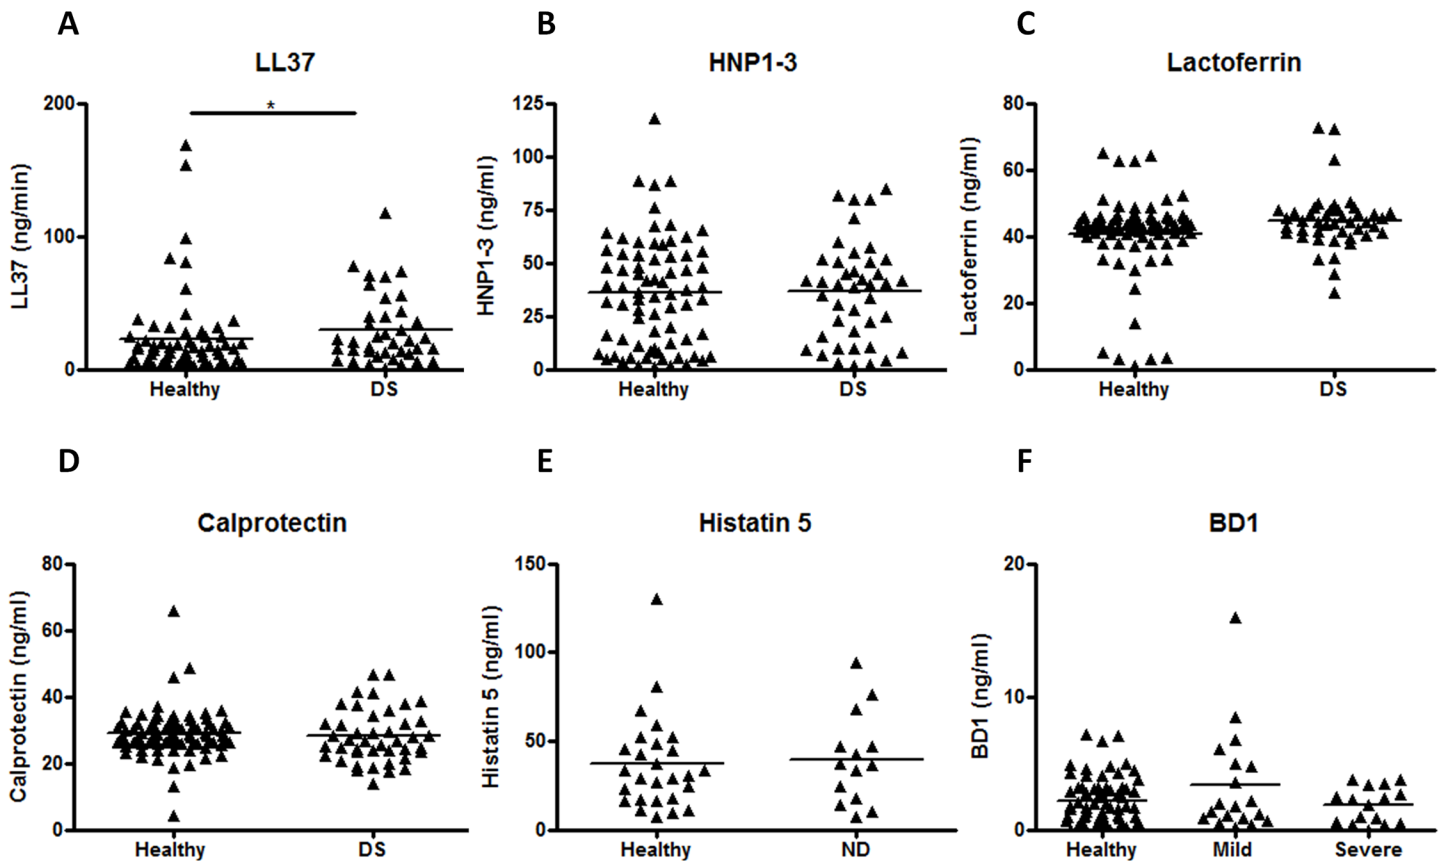 A
LL37
LL37 (ng/min)
200
100
0
*
Healthy
DS
B
HNP1-3
HNP1-3 (ng/ml)
125
100
75
50
25
0
Healthy
DS
C
Lactoferrin
Lactoferrin (ng/ml)
80
60
40
20
0
Healthy
DS
D
Calprotectin
Calprotectin (ng/ml)
80
60
40
20
0
Healthy
DS
E
Histatin 5
Histatin 5 (ng/ml)
150
100
50
0
Healthy
ND
F
BD1
BD1 (ng/ml)
20
10
0
Healthy
Mild
Severe